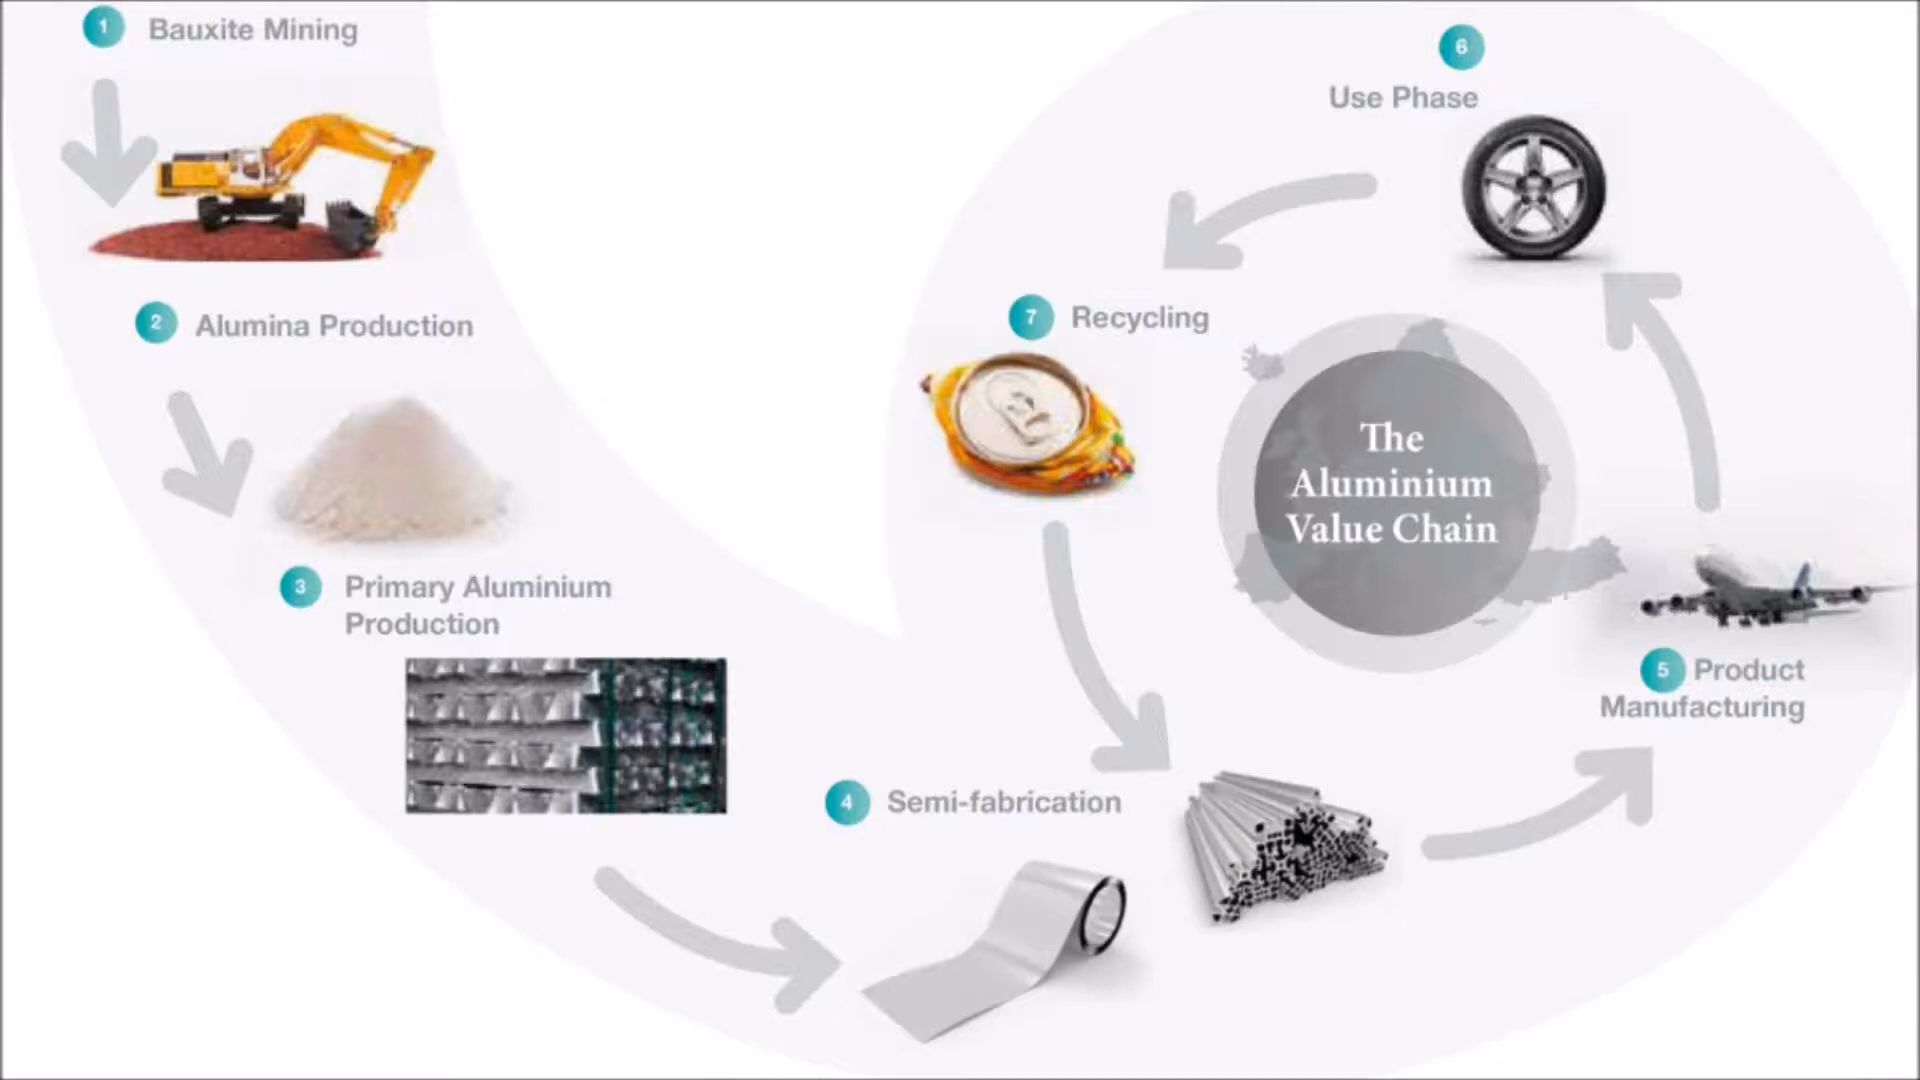 1 Bauxite Mining
2 Alumina Production
3 Primary Aluminium
Production
4 Semi-fabrication
5 Product
Manufacturing
6
Use Phase
7 Recycling
The
Aluminium
Value Chain